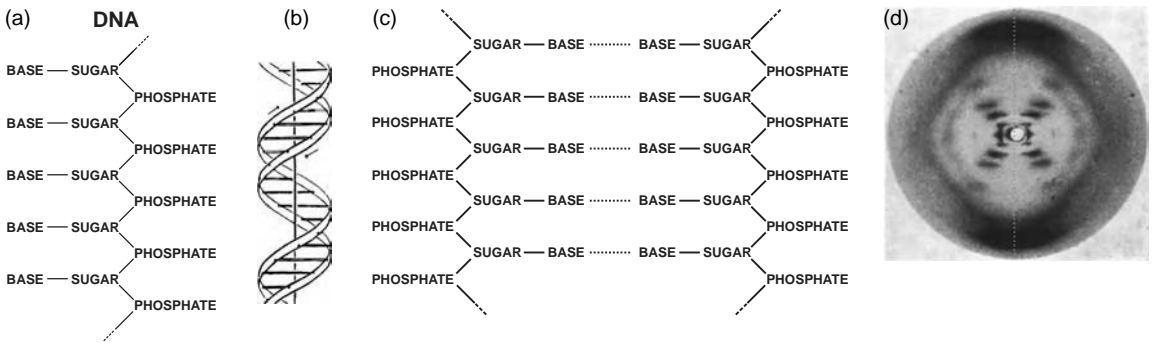 (a) DNA
BASE — SUGAR
PHOSPHATE
BASE — SUGAR
PHOSPHATE
BASE — SUGAR
PHOSPHATE
BASE — SUGAR
PHOSPHATE
BASE — SUGAR
PHOSPHATE
(b)
(c)
SUGAR — BASE ········· BASE — SUGAR
PHOSPHATE PHOSPHATE
SUGAR — BASE ········· BASE — SUGAR
PHOSPHATE PHOSPHATE
SUGAR — BASE ········· BASE — SUGAR
PHOSPHATE PHOSPHATE
SUGAR — BASE ········· BASE — SUGAR
PHOSPHATE PHOSPHATE
SUGAR — BASE ········· BASE — SUGAR
PHOSPHATE PHOSPHATE
(d)